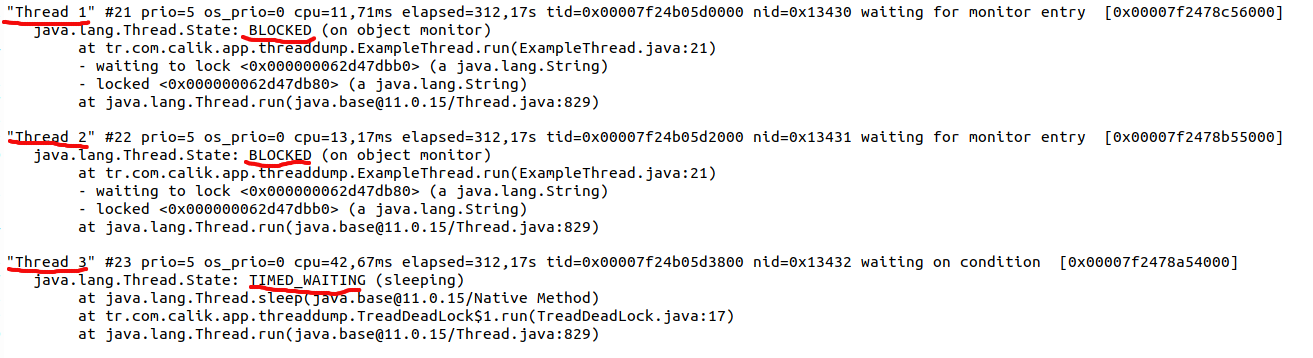 "Thread 1" #21 prio=5 os_prio=0 cpu=11,71ms elapsed=312,17s tid=0x00007f24b05d0000 nid=0x13430 waiting for monitor entry  [0x00007f2478c56000]
   java.lang.Thread.State: BLOCKED (on object monitor)
        at tr.com.calik.app.threaddump.ExampleThread.run(ExampleThread.java:21)
        - waiting to lock <0x000000062d47dbb0> (a java.lang.String)
        - locked <0x000000062d47db80> (a java.lang.String)
        at java.lang.Thread.run(java.base@11.0.15/Thread.java:829)

"Thread 2" #22 prio=5 os_prio=0 cpu=13,17ms elapsed=312,17s tid=0x00007f24b05d2000 nid=0x13431 waiting for monitor entry  [0x00007f2478b55000]
   java.lang.Thread.State: BLOCKED (on object monitor)
        at tr.com.calik.app.threaddump.ExampleThread.run(ExampleThread.java:21)
        - waiting to lock <0x000000062d47db80> (a java.lang.String)
        - locked <0x000000062d47dbb0> (a java.lang.String)
        at java.lang.Thread.run(java.base@11.0.15/Thread.java:829)

"Thread 3" #23 prio=5 os_prio=0 cpu=42,67ms elapsed=312,17s tid=0x00007f24b05d3800 nid=0x13432 waiting on condition  [0x00007f2478a54000]
   java.lang.Thread.State: TIMED_WAITING (sleeping)
        at java.lang.Thread.sleep(java.base@11.0.15/Native Method)
        at tr.com.calik.app.threaddump.TreadDeadLock$1.run(TreadDeadLock.java:17)
        at java.lang.Thread.run(java.base@11.0.15/Thread.java:829)